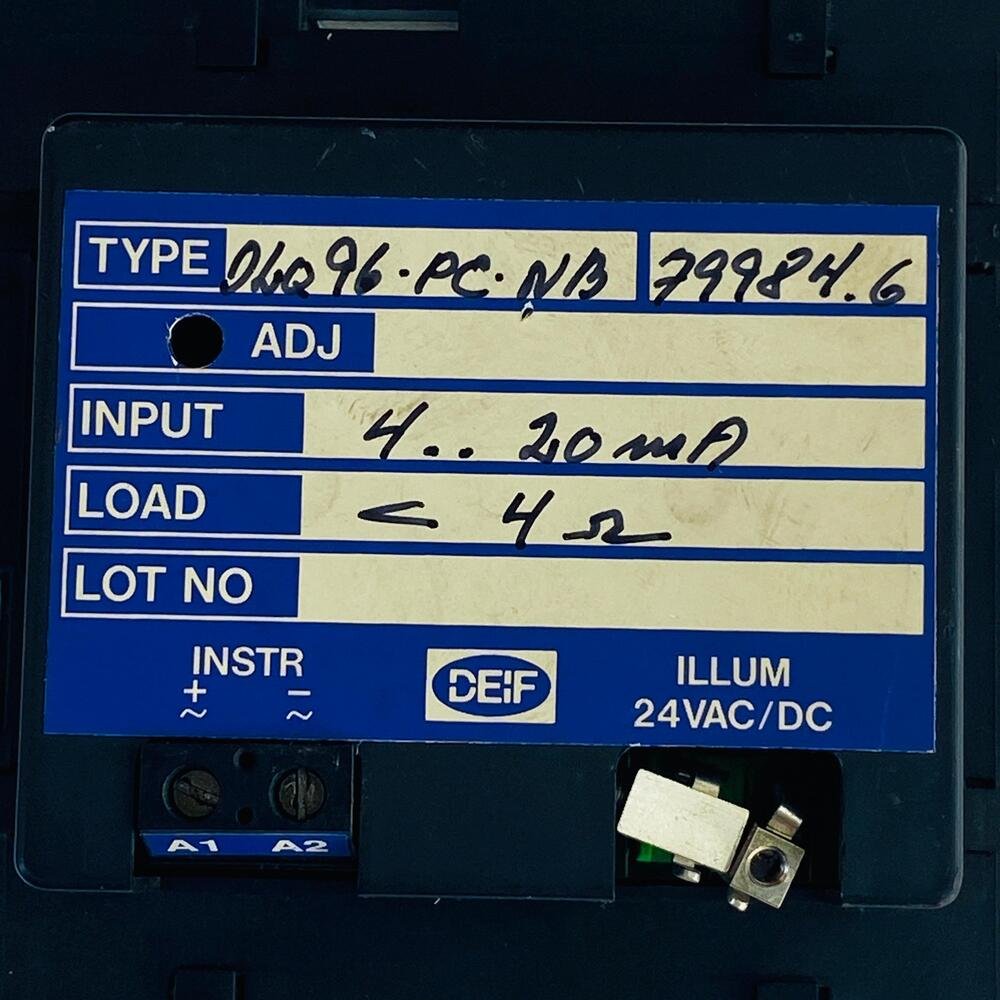 TYPE DLQ96-PC-NB 79984.6
ADJ
INPUT 4.. 20mA
LOAD < 4Ω
LOT NO
INSTR
+ −
~ ~
DEIF
ILLUM
24VAC/DC
A1 A2